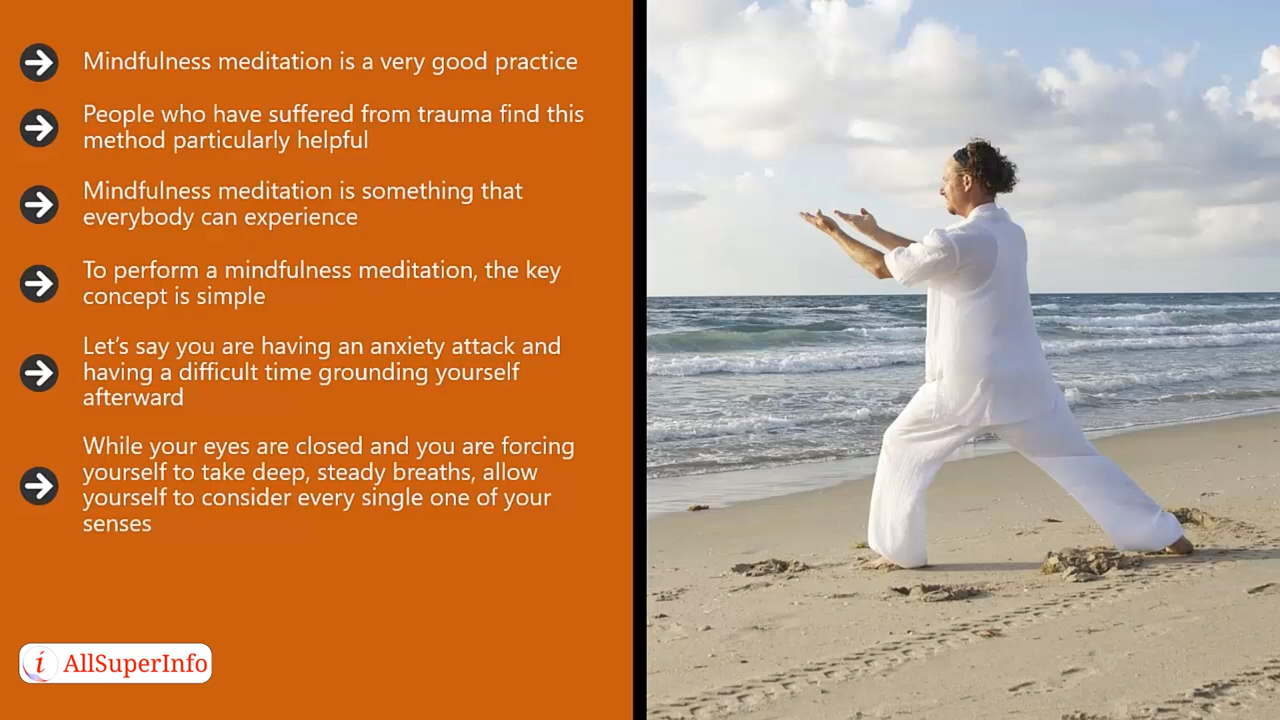 Mindfulness meditation is a very good practice
People who have suffered from trauma find this
method particularly helpful
Mindfulness meditation is something that
everybody can experience
To perform a mindfulness meditation, the key
concept is simple
Let’s say you are having an anxiety attack and
having a difficult time grounding yourself
afterward
While your eyes are closed and you are forcing
yourself to take deep, steady breaths, allow
yourself to consider every single one of your
senses
i AllSuperInfo